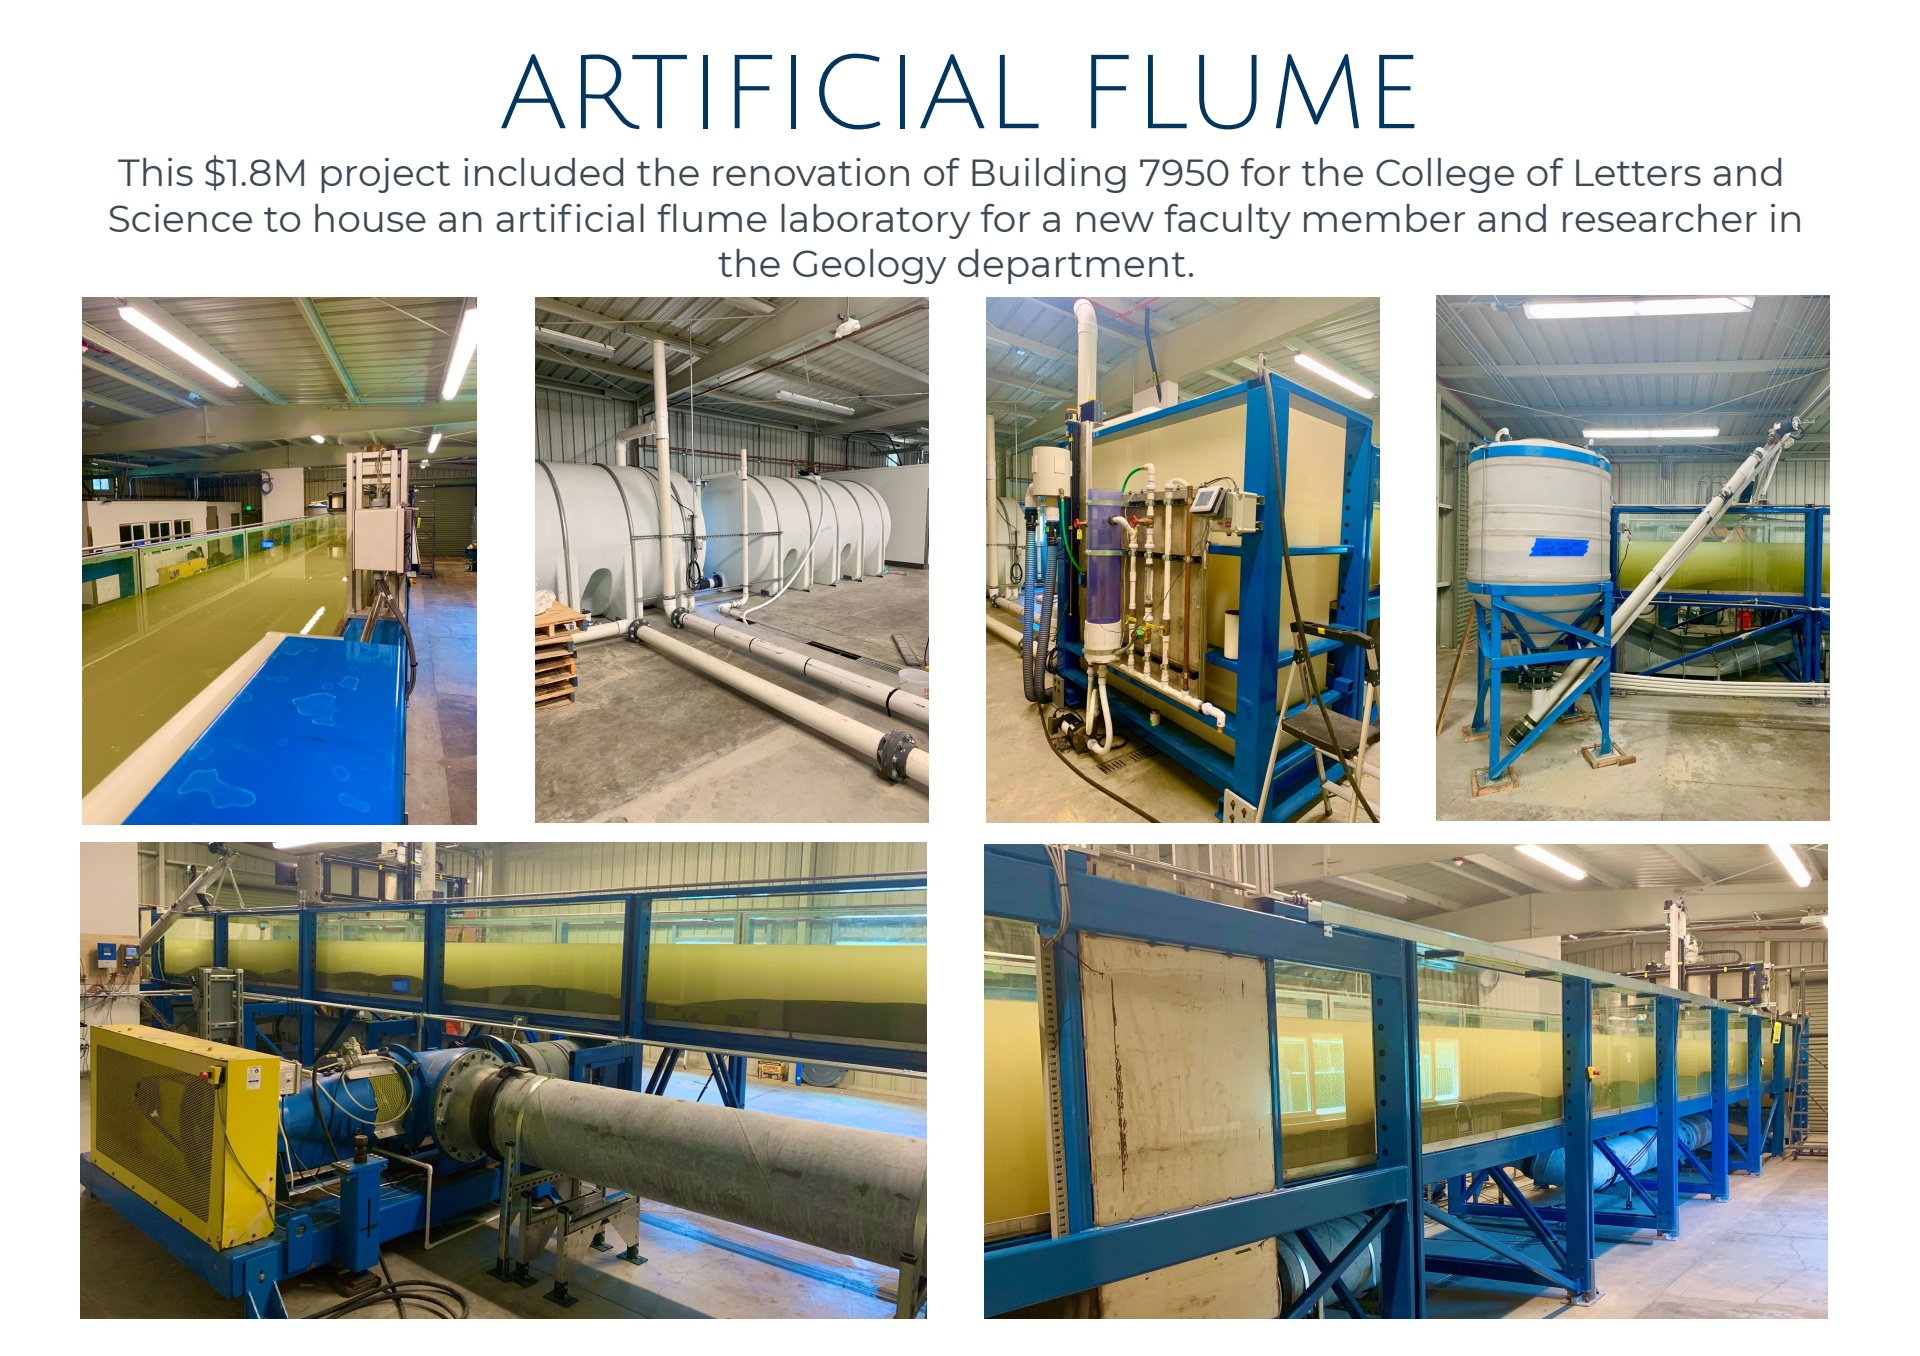 ARTIFICIAL FLUME
This $1.8M project included the renovation of Building 7950 for the College of Letters and
Science to house an artificial flume laboratory for a new faculty member and researcher in
the Geology department.